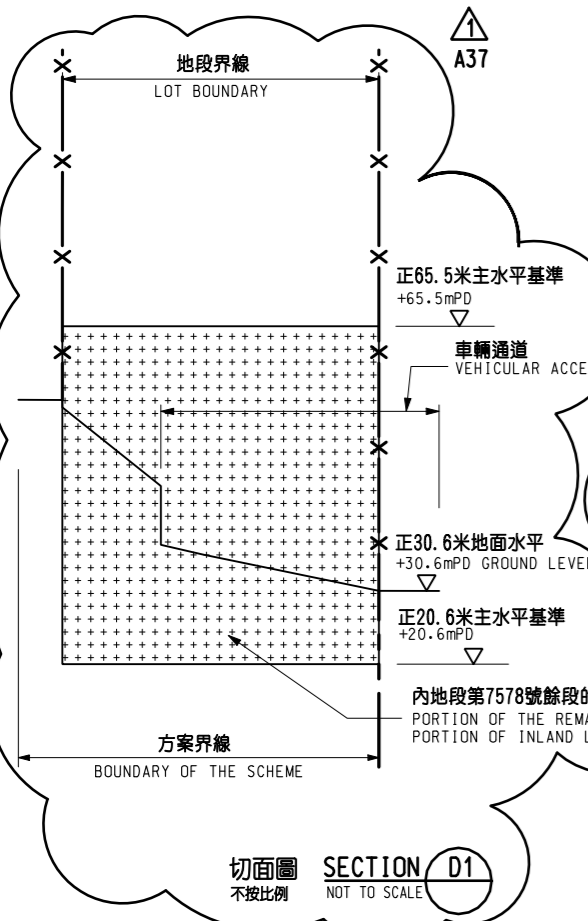 1
A37
地段界線
LOT BOUNDARY
正65.5米主水平基準
+65.5mPD
車輛通道
VEHICULAR ACCE
正30.6米地面水平
+30.6mPD GROUND LEVEL
正20.6米主水平基準
+20.6mPD
內地段第7578號餘段的
PORTION OF THE REMA
PORTION OF INLAND L
方案界線
BOUNDARY OF THE SCHEME
切面圖 SECTION D1
不按比例 NOT TO SCALE